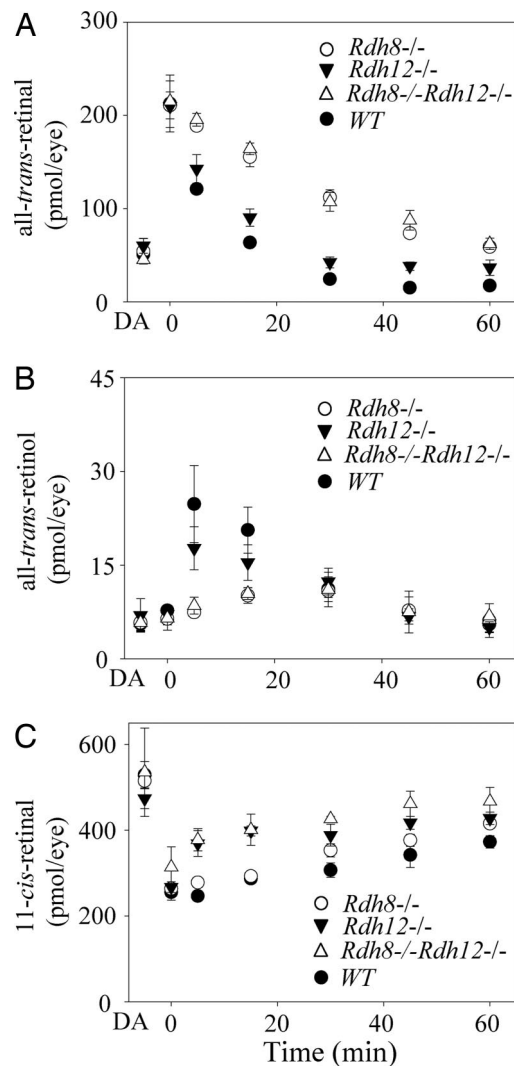 A
all-trans-retinal
(pmol/eye)
300
200
100
0
Rdh8-/-
Rdh12-/-
Rdh8-/-Rdh12-/-
WT
DA 0 20 40 60
B
all-trans-retinol
(pmol/eye)
45
30
15
0
Rdh8-/-
Rdh12-/-
Rdh8-/-Rdh12-/-
WT
DA 0 20 40 60
C
11-cis-retinal
(pmol/eye)
600
400
200
0
Rdh8-/-
Rdh12-/-
Rdh8-/-Rdh12-/-
WT
DA 0 20 40 60
Time (min)